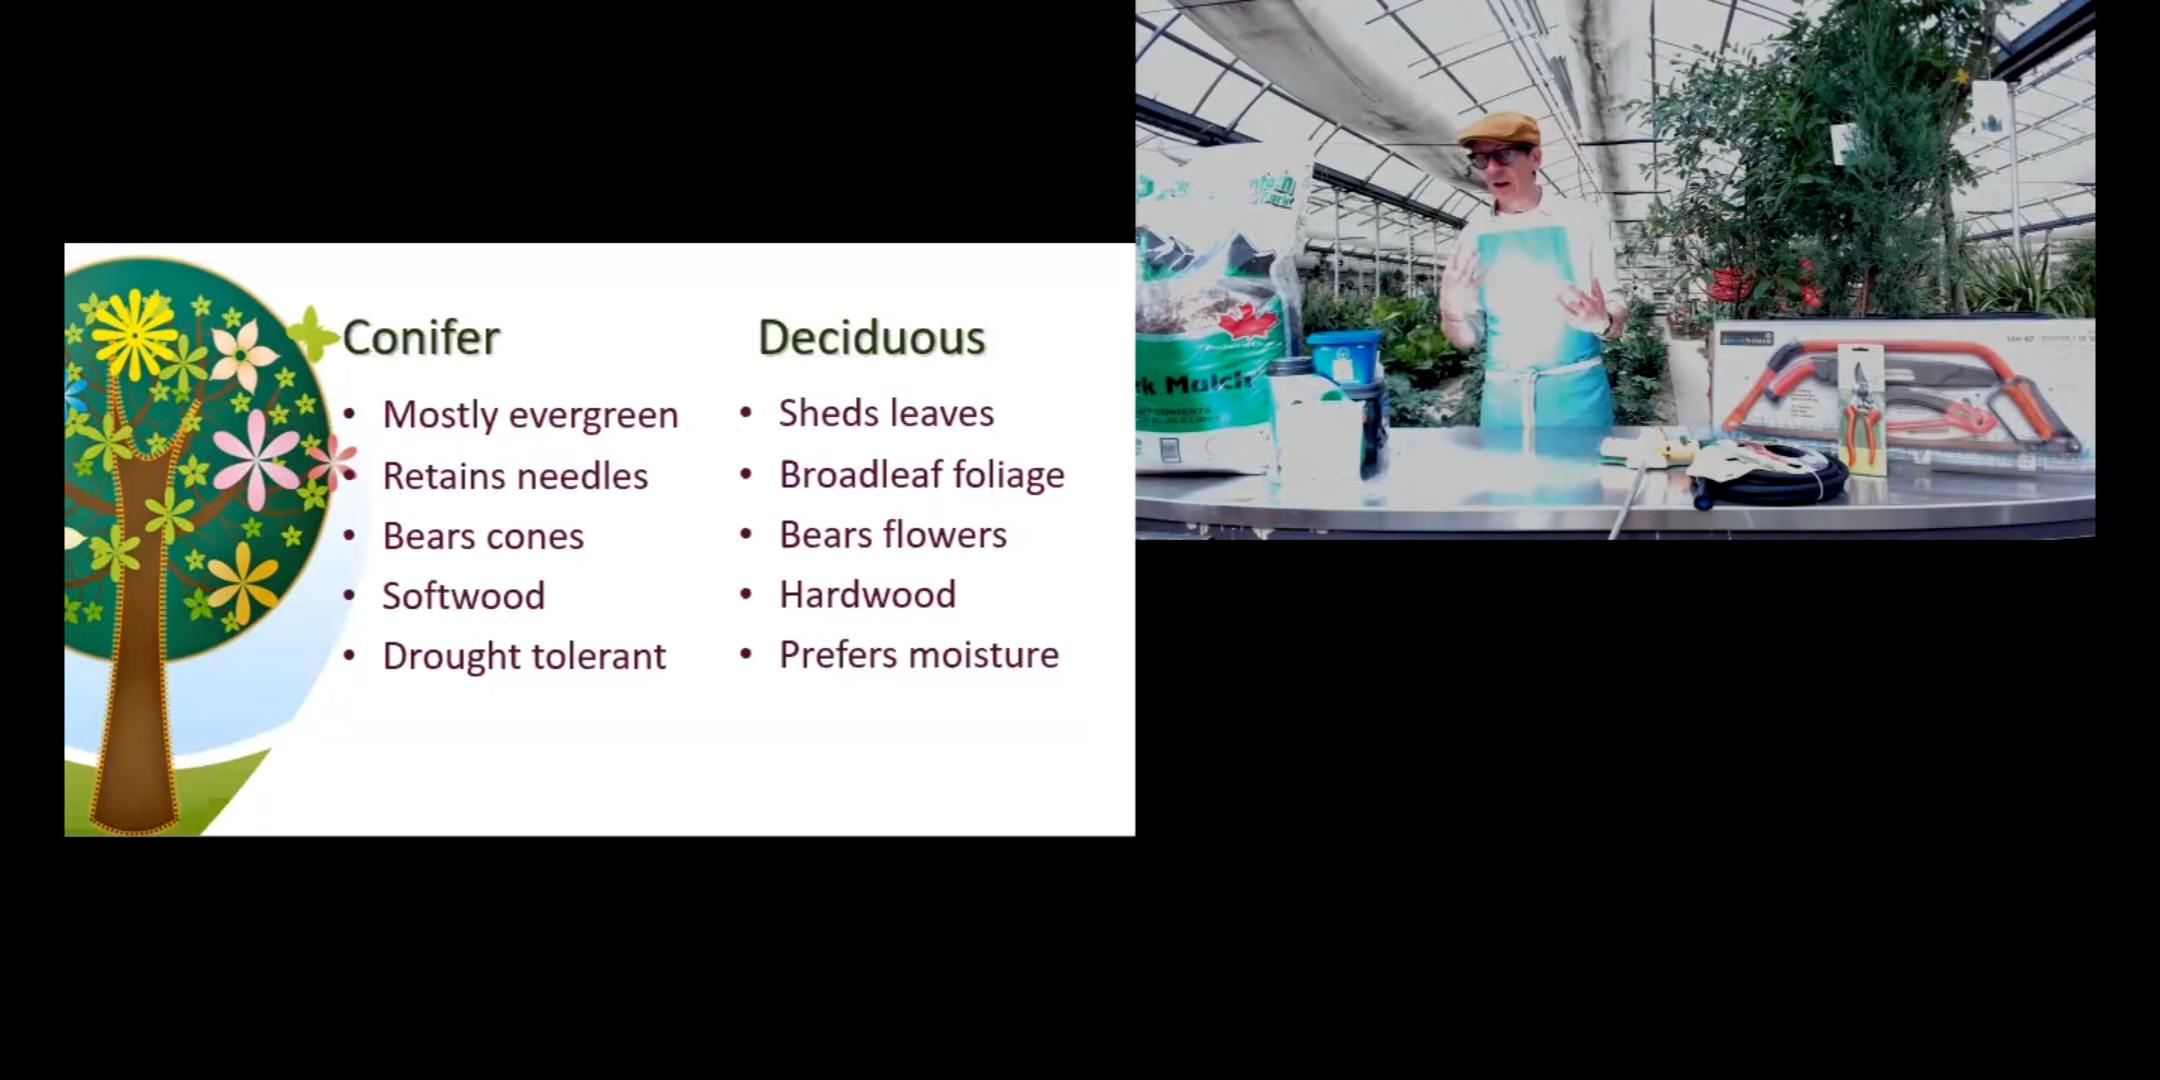 Conifer
• Mostly evergreen
• Retains needles
• Bears cones
• Softwood
• Drought tolerant
Deciduous
• Sheds leaves
• Broadleaf foliage
• Bears flowers
• Hardwood
• Prefers moisture
Mulch